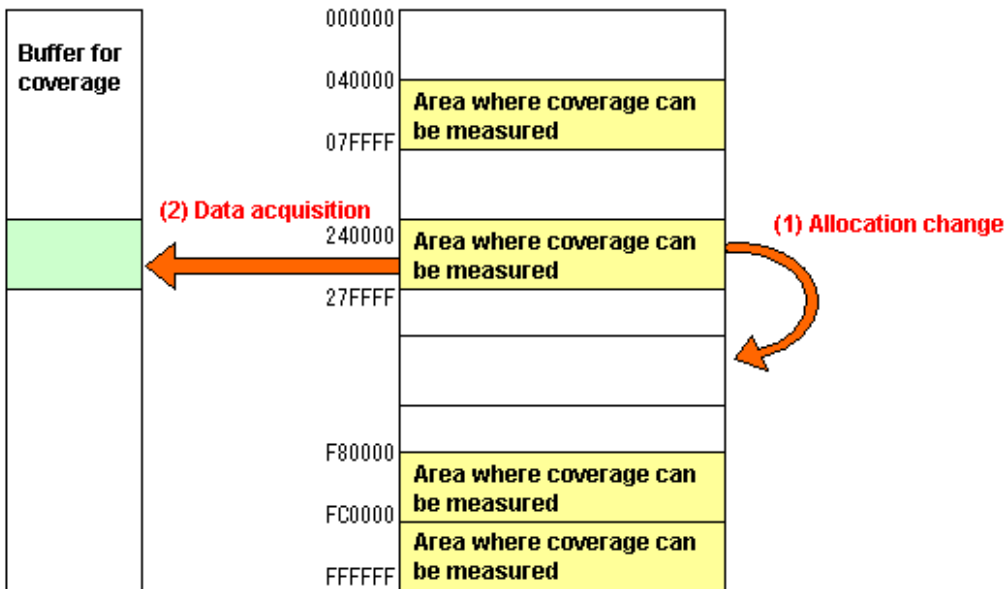 Buffer for
coverage
000000
040000
Area where coverage can
be measured
07FFFF
(2) Data acquisition
240000
Area where coverage can
be measured
(1) Allocation change
27FFFF
F80000
Area where coverage can
be measured
FC0000
Area where coverage can
be measured
FFFFFF